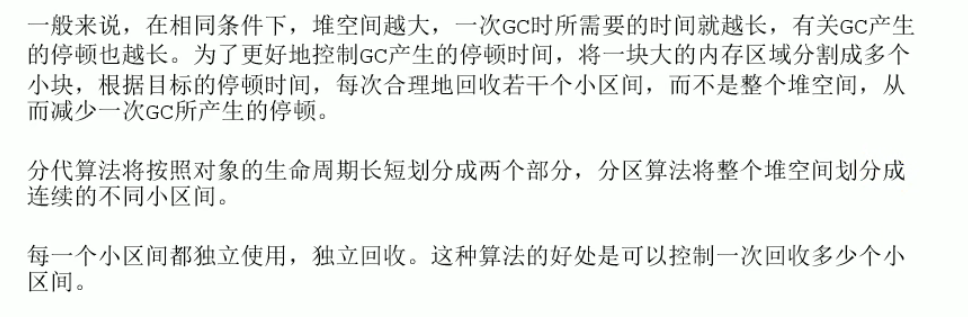 一般来说，在相同条件下，堆空间越大，一次GC时所需要的时间就越长，有关GC产生
的停顿也越长。为了更好地控制GC产生的停顿时间，将一块大的内存区域分割成多个
小块，根据目标的停顿时间，每次合理地回收若干个小区间，而不是整个堆空间，从
而减少一次GC所产生的停顿。
分代算法将按照对象的生命周期长短划分成两个部分，分区算法将整个堆空间划分成
连续的不同小区间。
每一个小区间都独立使用，独立回收。这种算法的好处是可以控制一次回收多少个小
区间。